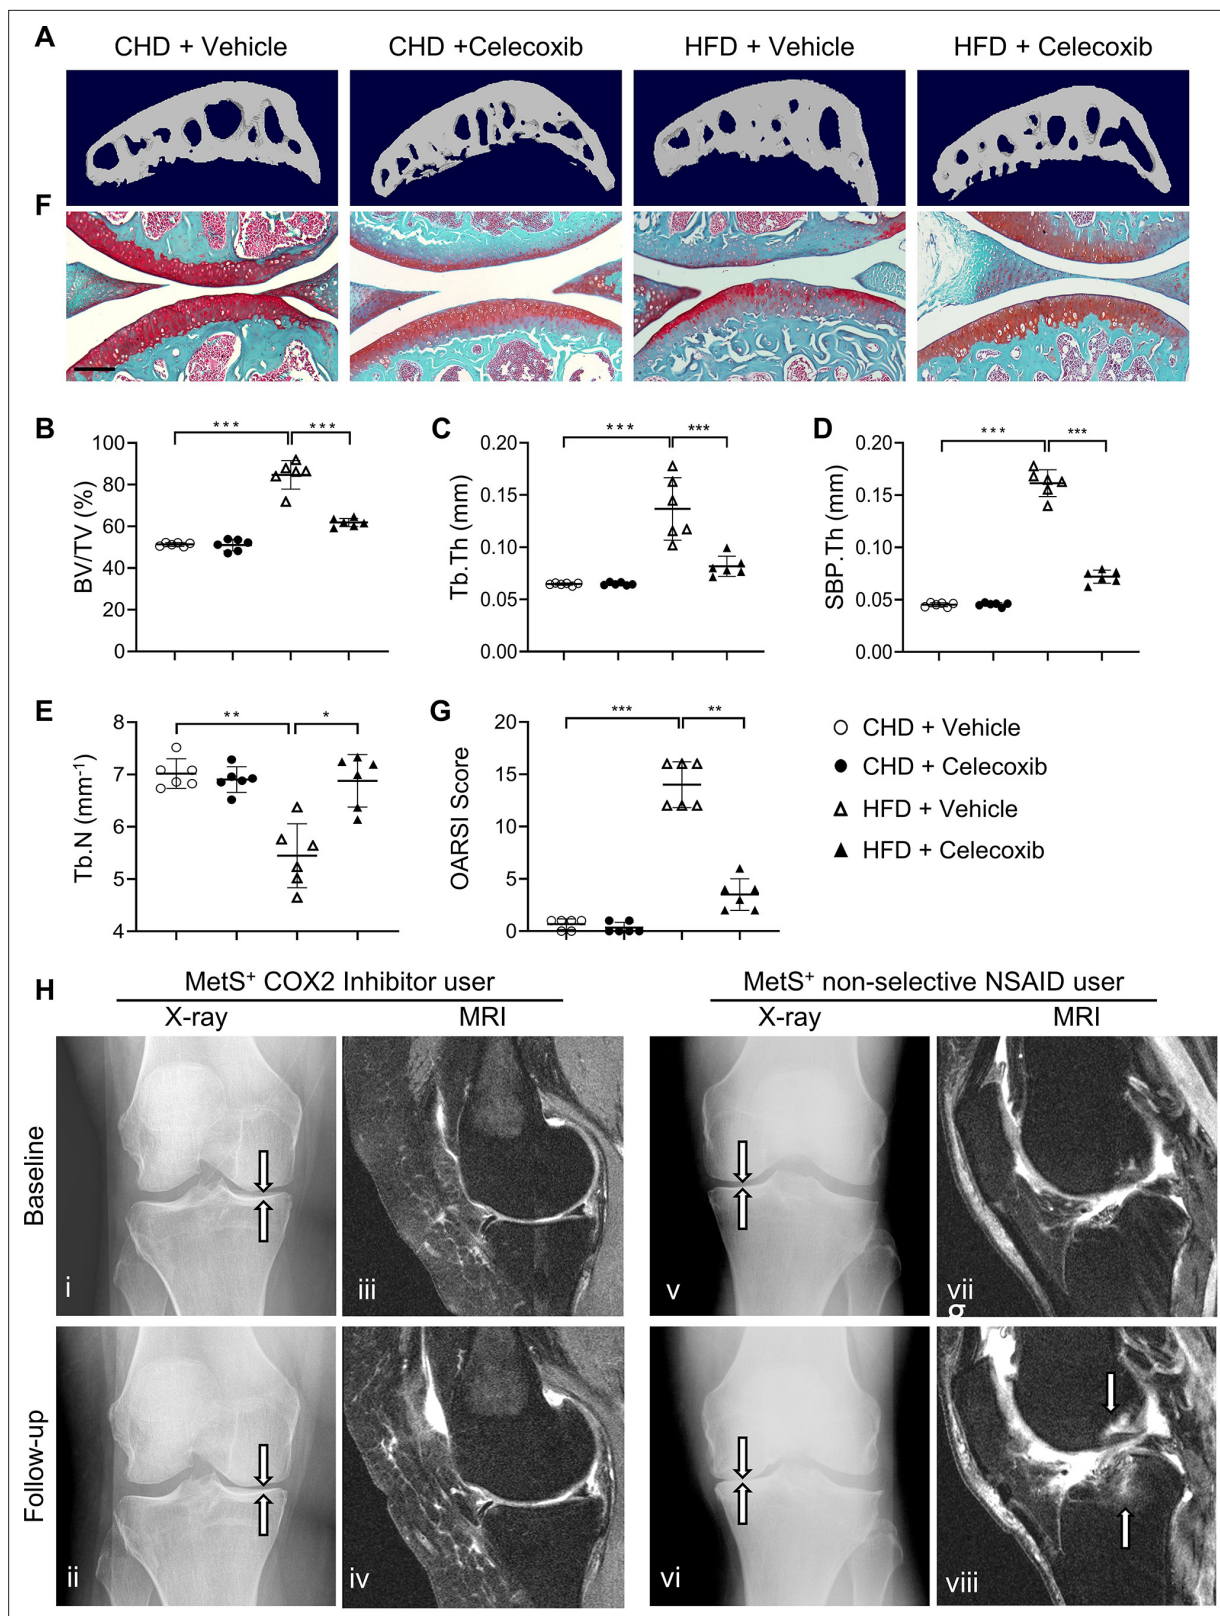 A
CHD + Vehicle
CHD +Celecoxib
HFD + Vehicle
HFD + Celecoxib
F
B
BV/TV (%)
100
80
60
40
20
0
***
***
C
Tb.Th (mm)
0.20
0.15
0.10
0.05
0.00
***
***
D
SBP.Th (mm)
0.20
0.15
0.10
0.05
0.00
***
***
E
Tb.N (mm⁻¹)
8
7
6
5
4
**
*
G
OARSI Score
20
15
10
5
0
***
**
CHD + Vehicle
CHD + Celecoxib
HFD + Vehicle
HFD + Celecoxib
H
MetS⁺ COX2 Inhibitor user
MetS⁺ non-selective NSAID user
X-ray
MRI
X-ray
MRI
Baseline
i
iii
v
vii
g
Follow-up
ii
iv
vi
viii